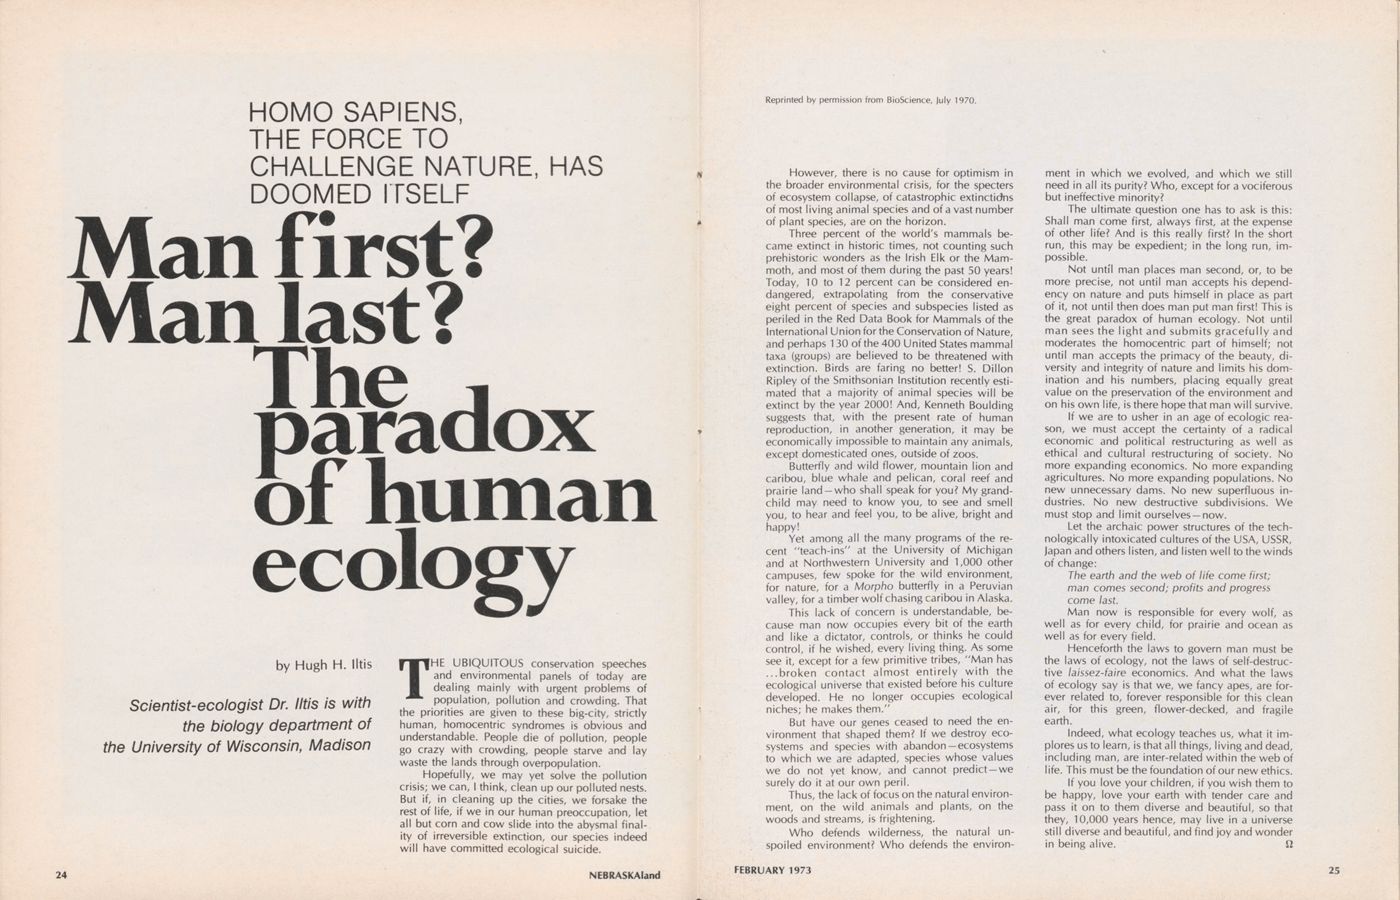 HOMO SAPIENS,
THE FORCE TO
CHALLENGE NATURE, HAS
DOOMED ITSELF
Man first?
Man last?
The
paradox
of human
ecology
by Hugh H. Iltis
Scientist-ecologist Dr. Iltis is with
the biology department of
the University of Wisconsin, Madison
THE UBIQUITOUS conservation speeches
and environmental panels of today are
dealing mainly with urgent problems of
population, pollution and crowding. That
the priorities are given to these big-city, strictly
human, homocentric syndromes is obvious and
understandable. People die of pollution, people
go crazy with crowding, people starve and lay
waste the lands through overpopulation.
Hopefully, we may yet solve the pollution
crisis; we can, I think, clean up our polluted nests.
But if, in cleaning up the cities, we forsake the
rest of life, if we in our human preoccupation, let
all but corn and cow slide into the abysmal final-
ity of irreversible extinction, our species indeed
will have committed ecological suicide.
24
NEBRASKAland
Reprinted by permission from BioScience, July 1970.
However, there is no cause for optimism in
the broader environmental crisis, for the specters
of ecosystem collapse, of catastrophic extinctions
of most living animal species and of a vast number
of plant species, are on the horizon.
Three percent of the world's mammals be-
came extinct in historic times, not counting such
prehistoric wonders as the Irish Elk or the Mam-
moth, and most of them during the past 50 years!
Today, 10 to 12 percent can be considered en-
dangered, extrapolating from the conservative
eight percent of species and subspecies listed as
periled in the Red Data Book for Mammals of the
International Union for the Conservation of Nature,
and perhaps 130 of the 400 United States mammal
taxa (groups) are believed to be threatened with
extinction. Birds are faring no better! S. Dillon
Ripley of the Smithsonian Institution recently esti-
mated that a majority of animal species will be
extinct by the year 2000! And, Kenneth Boulding
suggests that, with the present rate of human
reproduction, in another generation, it may be
economically impossible to maintain any animals,
except domesticated ones, outside of zoos.
Butterfly and wild flower, mountain lion and
caribou, blue whale and pelican, coral reef and
prairie land—who shall speak for you? My grand-
child may need to know you, to see and smell
you, to hear and feel you, to be alive, bright and
happy!
Yet among all the many programs of the re-
cent "teach-ins" at the University of Michigan
and at Northwestern University and 1,000 other
campuses, few spoke for the wild environment,
for nature, for a Morpho butterfly in a Peruvian
valley, for a timber wolf chasing caribou in Alaska.
This lack of concern is understandable, be-
cause man now occupies every bit of the earth
and like a dictator, controls, or thinks he could
control, if he wished, every living thing. As some
see it, except for a few primitive tribes, "Man has
...broken contact almost entirely with the
ecological universe that existed before his culture
developed. He no longer occupies ecological
niches; he makes them."
But have our genes ceased to need the en-
vironment that shaped them? If we destroy eco-
systems and species with abandon—ecosystems
to which we are adapted, species whose values
we do not yet know, and cannot predict—we
surely do it at our own peril.
Thus, the lack of focus on the natural environ-
ment, on the wild animals and plants, on the
woods and streams, is frightening.
Who defends wilderness, the natural un-
spoiled environment? Who defends the environ-
ment in which we evolved, and which we still
need in all its purity? Who, except for a vociferous
but ineffective minority?
The ultimate question one has to ask is this:
Shall man come first, always first, at the expense
of other life? And is this really first? In the short
run, this may be expedient; in the long run, im-
possible.
Not until man places man second, or, to be
more precise, not until man accepts his depend-
ency on nature and puts himself in place as part
of it, not until then does man put man first! This is
the great paradox of human ecology. Not until
man sees the light and submits gracefully and
moderates the homocentric part of himself; not
until man accepts the primacy of the beauty, di-
versity and integrity of nature and limits his dom-
ination and his numbers, placing equally great
value on the preservation of the environment and
on his own life, is there hope that man will survive.
If we are to usher in an age of ecologic rea-
son, we must accept the certainty of a radical
economic and political restructuring as well as
ethical and cultural restructuring of society. No
more expanding economics. No more expanding
agricultures. No more expanding populations. No
new unnecessary dams. No new superfluous in-
dustries. No new destructive subdivisions. We
must stop and limit ourselves—now.
Let the archaic power structures of the tech-
nologically intoxicated cultures of the USA, USSR,
Japan and others listen, and listen well to the winds
of change:
The earth and the web of life come first;
man comes second; profits and progress
come last.
Man now is responsible for every wolf, as
well as for every child, for prairie and ocean as
well as for every field.
Henceforth the laws to govern man must be
the laws of ecology, not the laws of self-destruc-
tive laissez-faire economics. And what the laws
of ecology say is that we, we fancy apes, are for-
ever related to, forever responsible for this clean
air, for this green, flower-decked, and fragile
earth.
Indeed, what ecology teaches us, what it im-
plores us to learn, is that all things, living and dead,
including man, are inter-related within the web of
life. This must be the foundation of our new ethics.
If you love your children, if you wish them to
be happy, love your earth with tender care and
pass it on to them diverse and beautiful, so that
they, 10,000 years hence, may live in a universe
still diverse and beautiful, and find joy and wonder
in being alive. Ω
FEBRUARY 1973
25